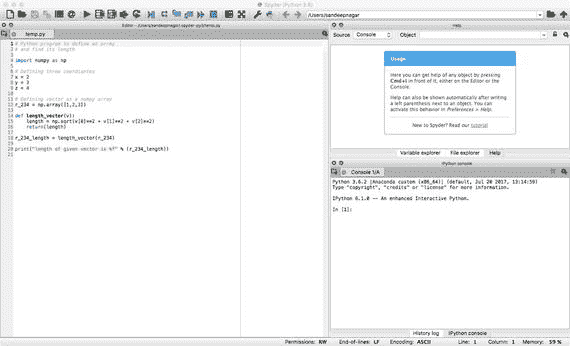 Spyder (Python 3.6)
/Users/sandeepnagar
Editor - /Users/sandeepnagar/.spyder-py3/temp.py
temp.py
1 # Python program to define an array
2 # and find its length
3
4 import numpy as np
5
6 # Defining three coordiantes
7 x = 2
8 y = 3
9 z = 4
10
11 # Defining vector as a numpy array
12 r_234 = np.array([1,2,3])
13
14 def length_vector(v):
15 length = np.sqrt(v[0]**2 + v[1]**2 + v[2]**2)
16 return(length)
17
18 r_234_length = length_vector(r_234)
19
20 print("length of given vector is %f" % (r_234_length))
Help
Source Console Object
Usage
Here you can get help of any object by pressing
Cmd+I in front of it, either on the Editor or the
Console.
Help can also be shown automatically after writing
a left parenthesis next to an object. You can
activate this behavior in Preferences > Help.
New to Spyder? Read our tutorial
Variable explorer File explorer Help
IPython console
Console 1/A
Python 3.6.2 |Anaconda custom (x86_64)| (default, Jul 20 2017, 13:14:59)
Type "copyright", "credits" or "license" for more information.
IPython 6.1.0 -- An enhanced Interactive Python.
In [1]:
History log IPython console
Permissions: RW End-of-lines: LF Encoding: ASCII Line: 1 Column: 1 Memory: 59 %